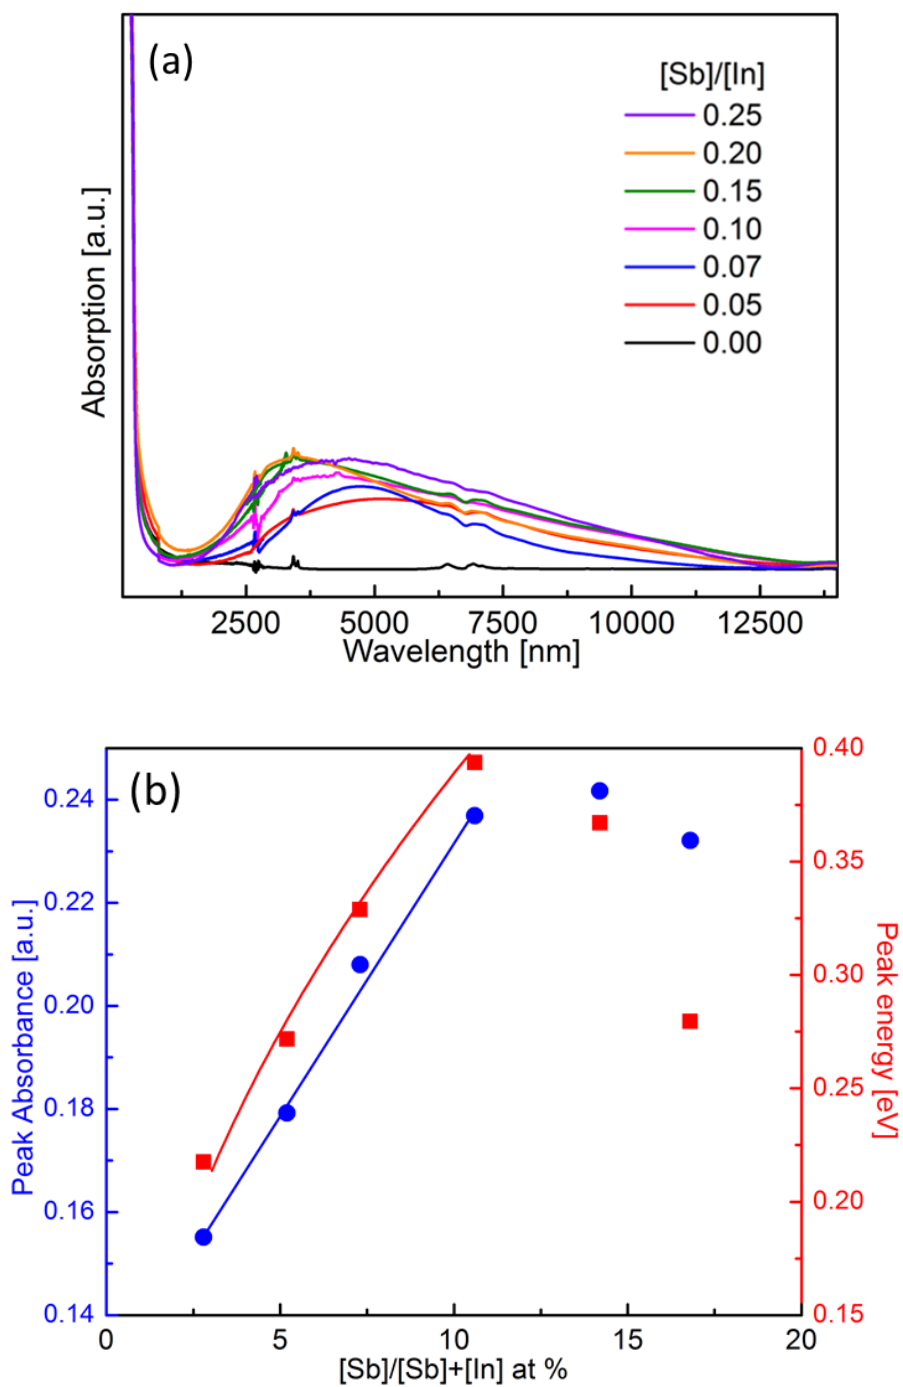 (a)
[Sb]/[In]
0.25
0.20
0.15
0.10
0.07
0.05
0.00
Absorption [a.u.]
2500 5000 7500 10000 12500
Wavelength [nm]
(b)
0.24
0.22
0.20
0.18
0.16
0.14
Peak Absorbance [a.u.]
0.40
0.35
0.30
0.25
0.20
0.15
Peak energy [eV]
0 5 10 15 20
[Sb]/[Sb]+[In] at %